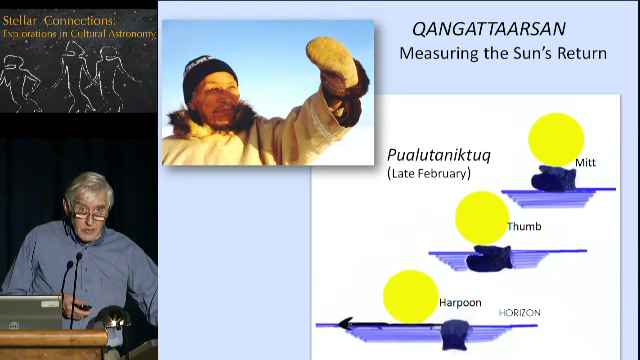 Stellar Connections:
Explorations in Cultural Astronomy
QANGATTAARSAN
Measuring the Sun's Return
Pualutaniktuq
(Late February)
Mitt
Thumb
Harpoon
HORIZON